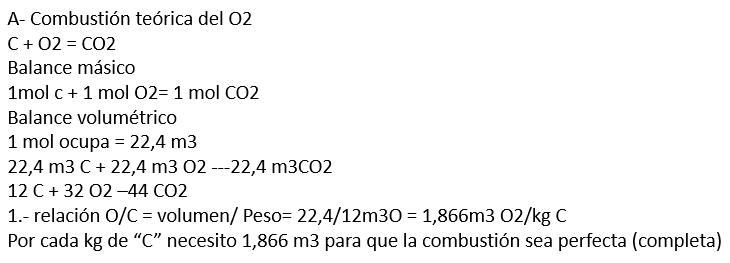 A- Combustión teórica del O2
C + O2 = CO2
Balance másico
1mol c + 1 mol O2= 1 mol CO2
Balance volumétrico
1 mol ocupa = 22,4 m3
22,4 m3 C + 22,4 m3 O2 ---22,4 m3CO2
12 C + 32 O2 –44 CO2
1.- relación O/C = volumen/ Peso= 22,4/12m3O = 1,866m3 O2/kg C
Por cada kg de “C” necesito 1,866 m3 para que la combustión sea perfecta (completa)